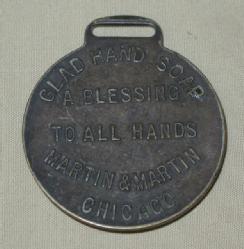 GLAD HAND SOAP
A BLESSING
TO ALL HANDS
MARTIN & MARTIN
CHICAGO